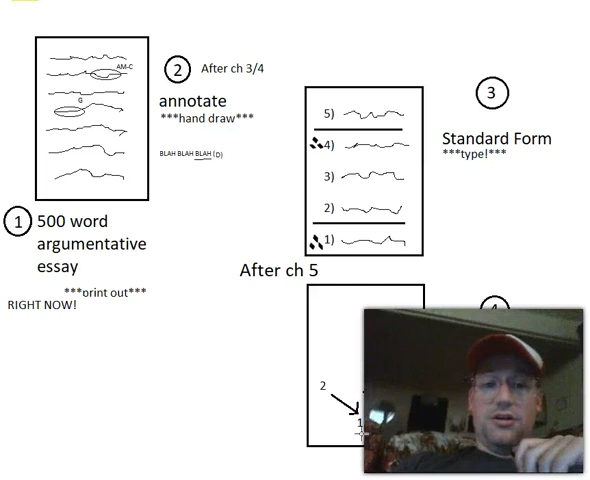 AM-C
G
1
500 word
argumentative
essay
***print out***
RIGHT NOW!
2
After ch 3/4
annotate
***hand draw***
BLAH BLAH BLAH (D)
3
Standard Form
***type!***
5)
4)
3)
2)
1)
After ch 5
2
1